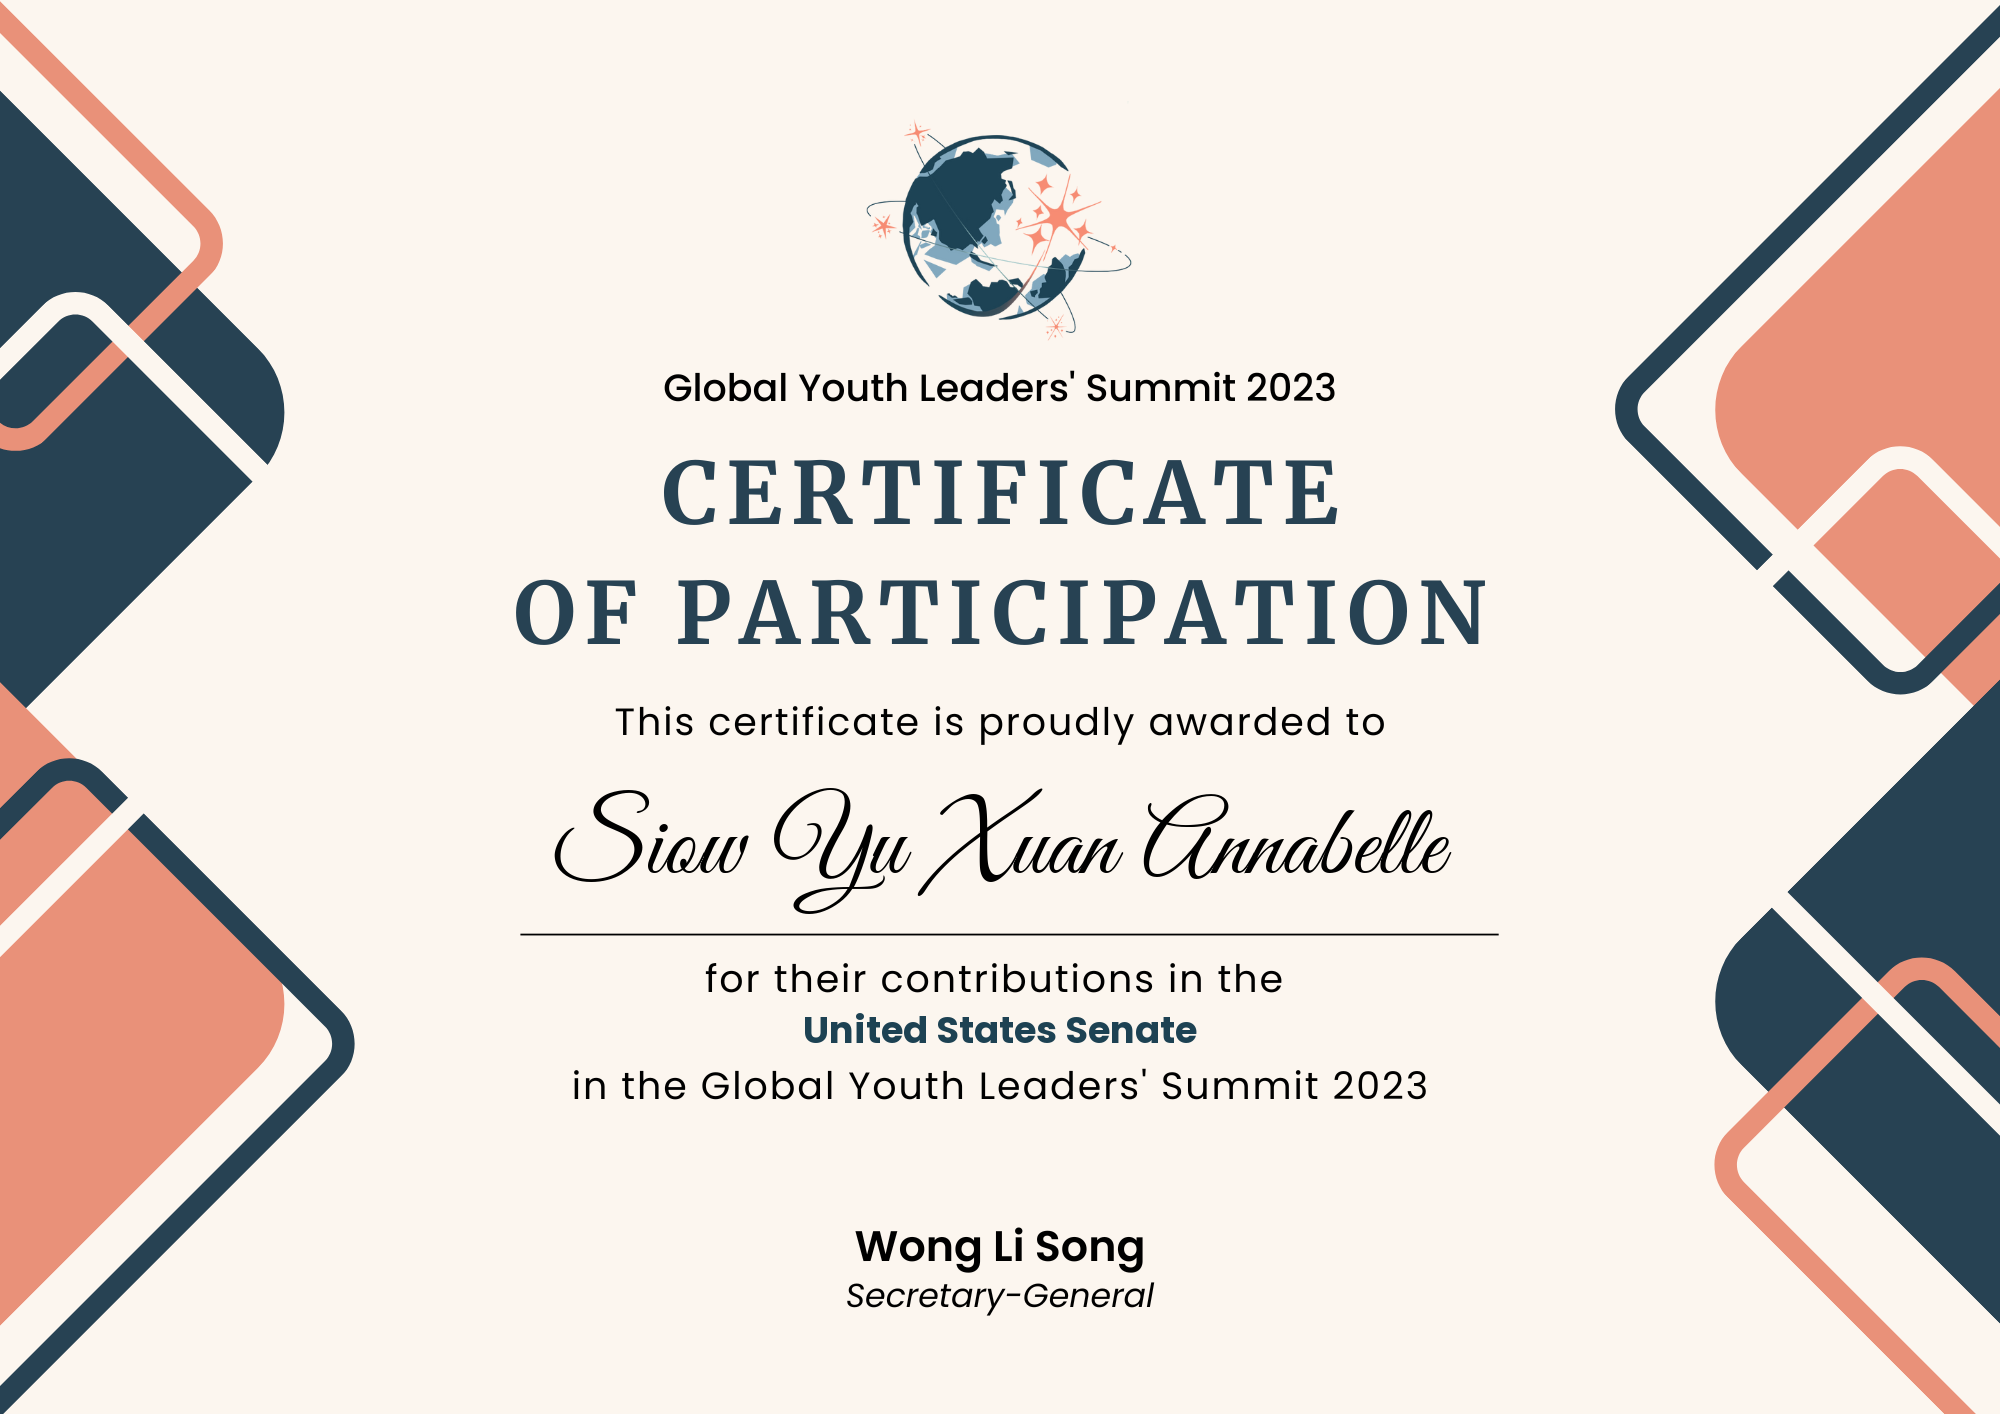 Global Youth Leaders' Summit 2023
CERTIFICATE
OF PARTICIPATION
This certificate is proudly awarded to
Siow Yu Xuan Annabelle
for their contributions in the
United States Senate
in the Global Youth Leaders' Summit 2023
Wong Li Song
Secretary-General